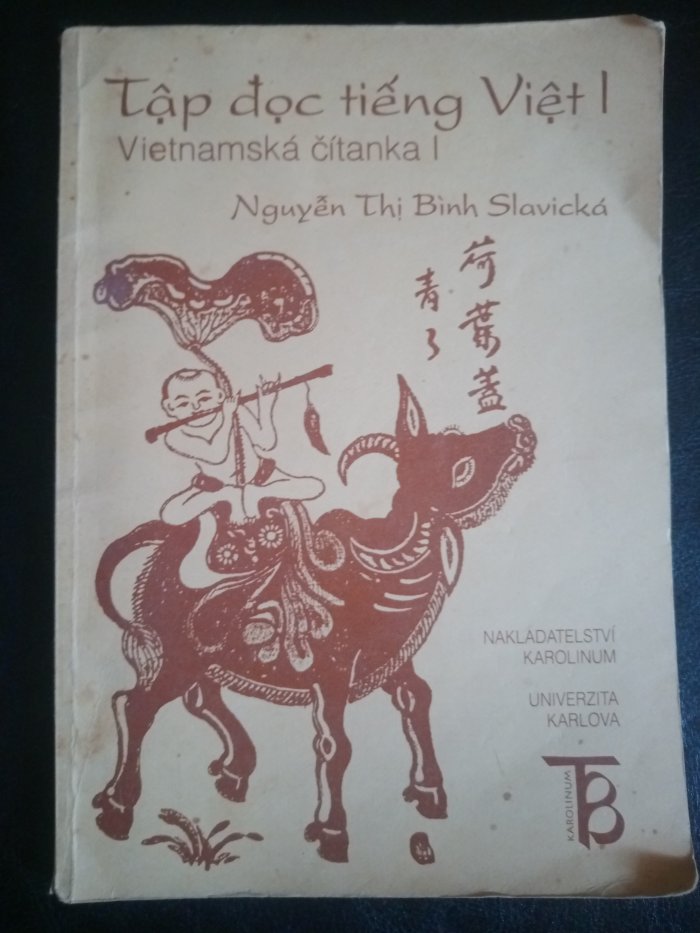 Tập đọc tiếng Việt I
Vietnamská čítanka I
Nguyễn Thị Bình Slavická
荷葉蓋
青了
NAKLADATELSTVÍ
KAROLINUM
UNIVERZITA
KARLOVA
KAROLINUM